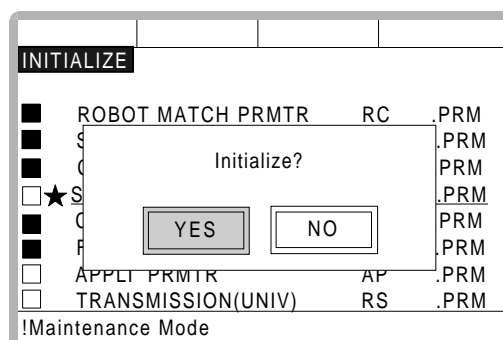 INITIALIZE
ROBOT MATCH PRMTR RC .PRM
S .PRM
Initialize?
C PRM
★S .PRM
YES NO
C PRM
F .PRM
APPLI PRMTR AP .PRM
TRANSMISSION(UNIV) RS .PRM
!Maintenance Mode